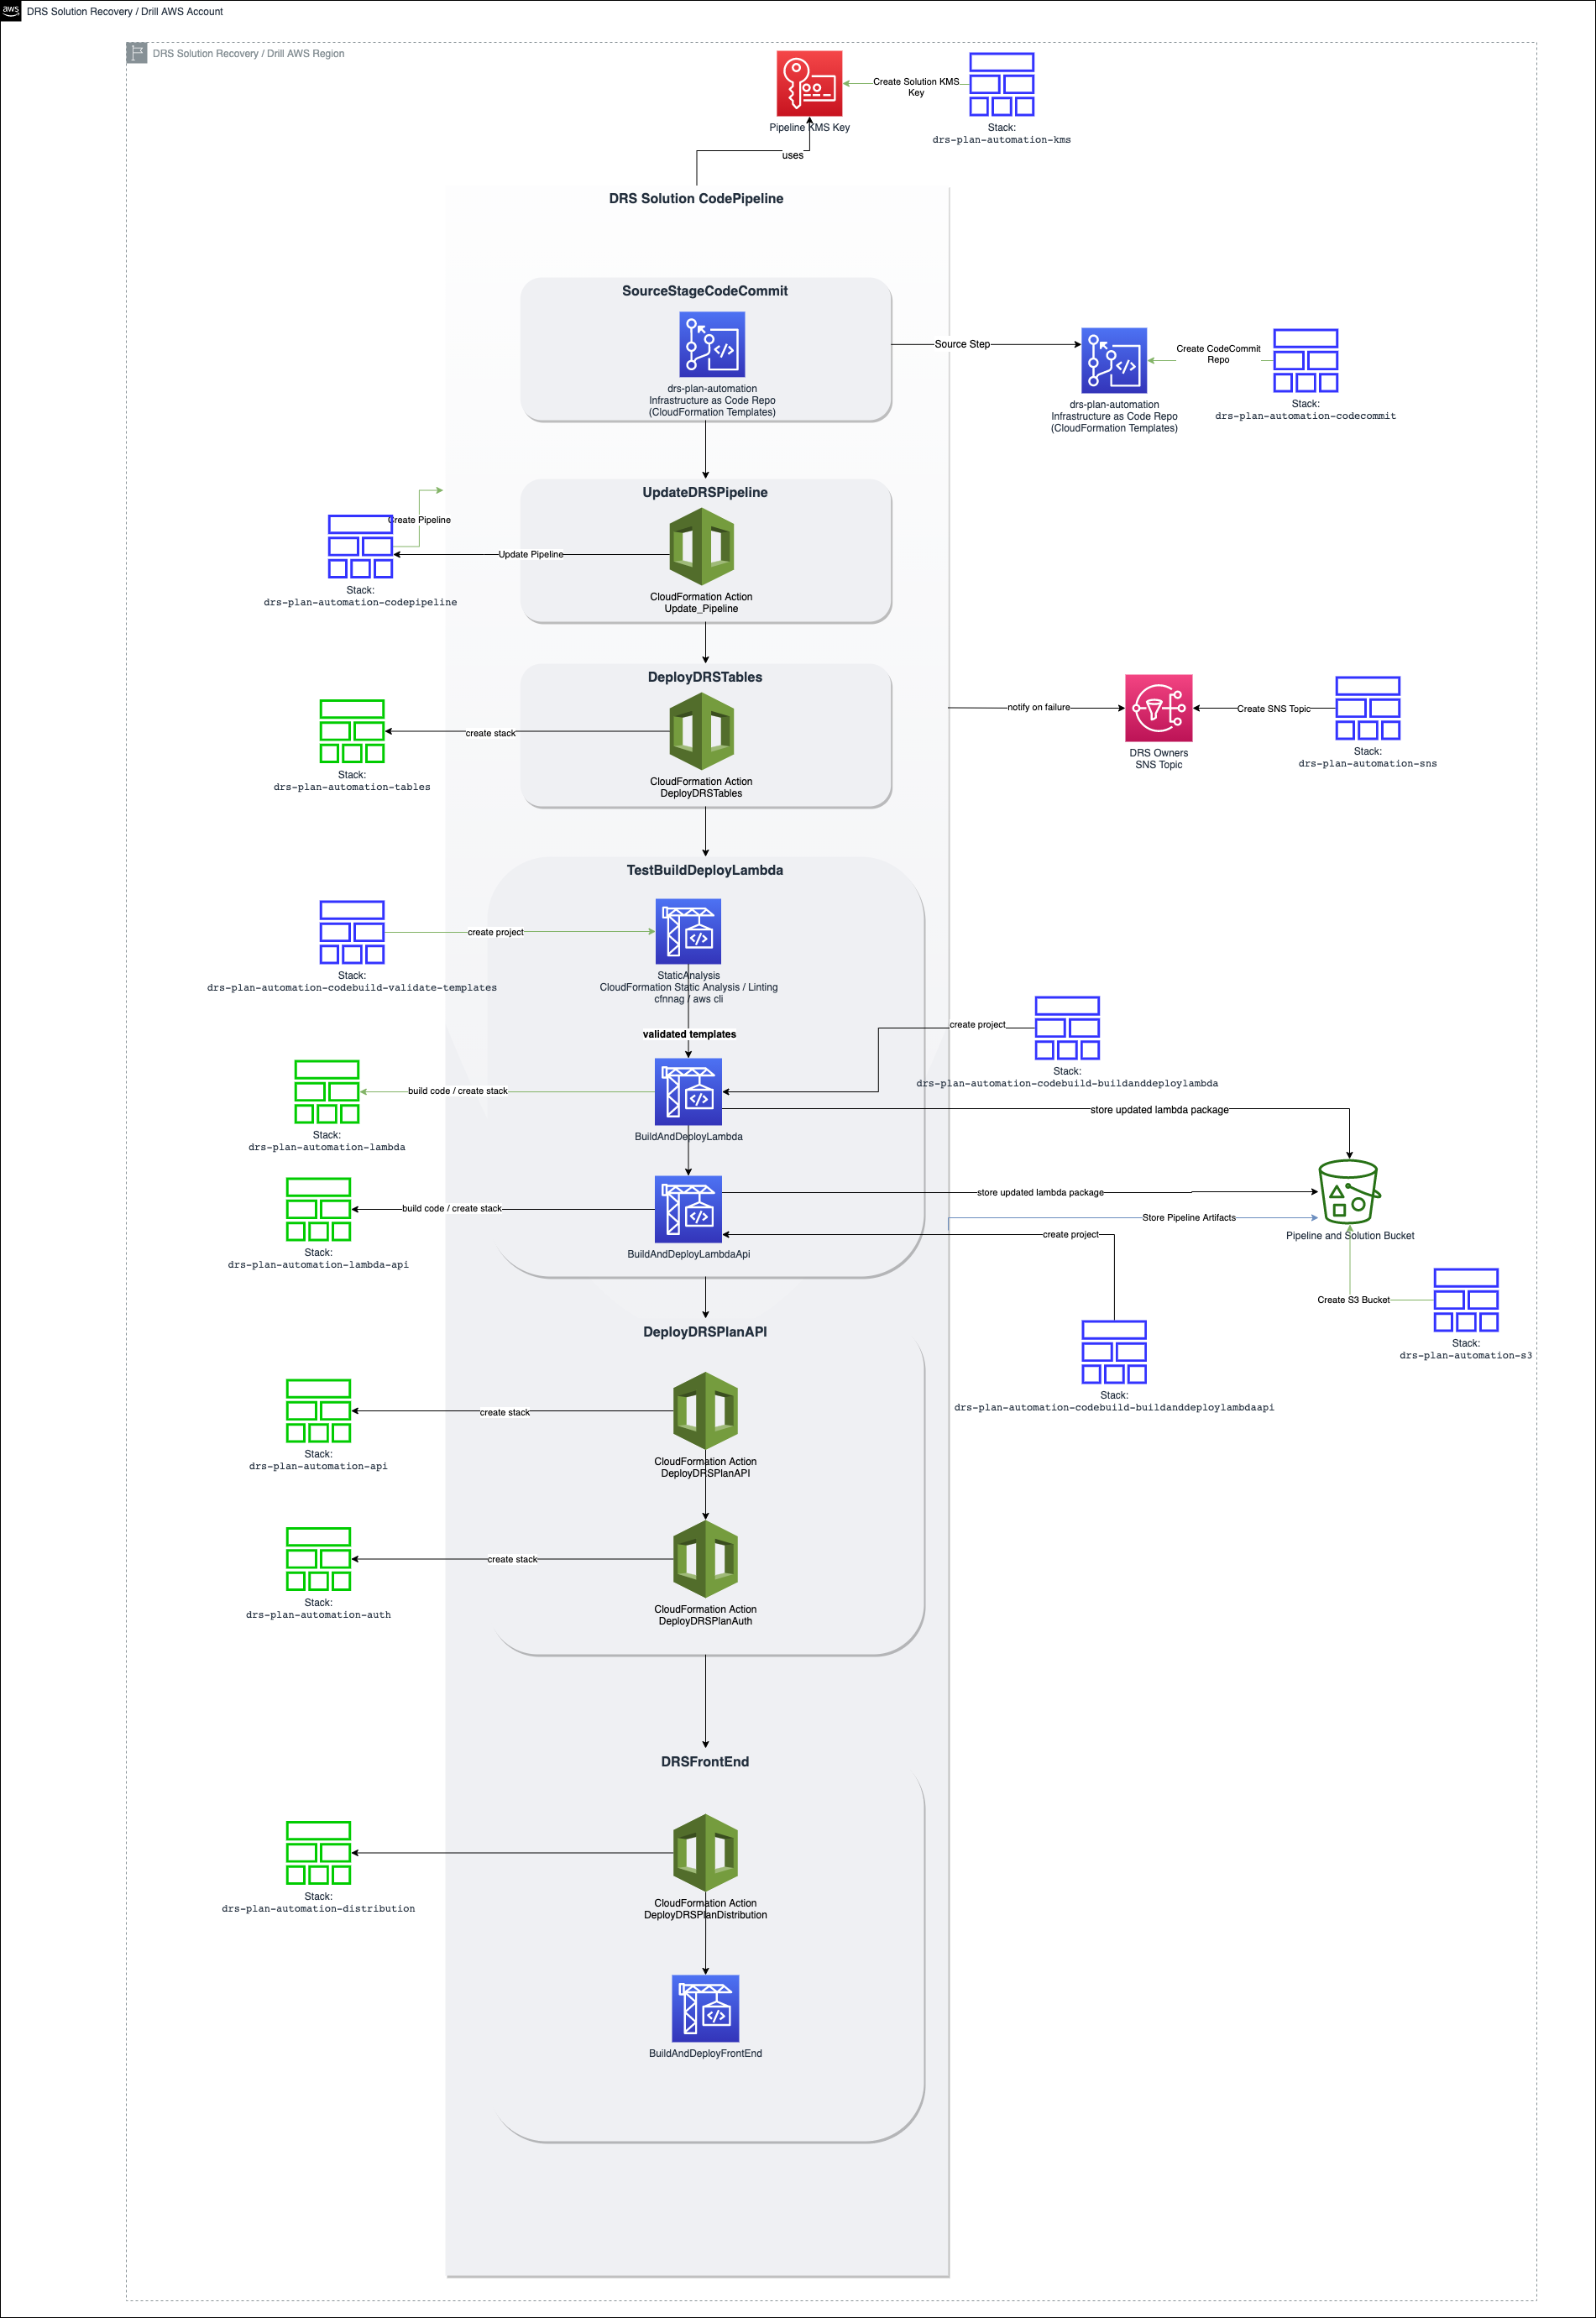 aws
DRS Solution Recovery / Drill AWS Account
DRS Solution Recovery / Drill AWS Region
Create Solution KMS
Key
Pipeline KMS Key
Stack:
drs-plan-automation-kms
uses
DRS Solution CodePipeline
SourceStageCodeCommit
drs-plan-automation
Infrastructure as Code Repo
(CloudFormation Templates)
Source Step
drs-plan-automation
Infrastructure as Code Repo
(CloudFormation Templates)
Create CodeCommit
Repo
Stack:
drs-plan-automation-codecommit
UpdateDRSPipeline
Create Pipeline
Update Pipeline
Stack:
drs-plan-automation-codepipeline
CloudFormation Action
Update_Pipeline
DeployDRSTables
create stack
Stack:
drs-plan-automation-tables
CloudFormation Action
DeployDRSTables
notify on failure
DRS Owners
SNS Topic
Create SNS Topic
Stack:
drs-plan-automation-sns
TestBuildDeployLambda
create project
Stack:
drs-plan-automation-codebuild-validate-templates
StaticAnalysis
CloudFormation Static Analysis / Linting
cfnnag / aws cli
validated templates
create project
Stack:
drs-plan-automation-codebuild-buildanddeploylambda
build code / create stack
Stack:
drs-plan-automation-lambda
BuildAndDeployLambda
store updated lambda package
build code / create stack
Stack:
drs-plan-automation-lambda-api
BuildAndDeployLambdaApi
store updated lambda package
Store Pipeline Artifacts
create project
Pipeline and Solution Bucket
Create S3 Bucket
Stack:
drs-plan-automation-s3
Stack:
drs-plan-automation-codebuild-buildanddeploylambdaapi
DeployDRSPlanAPI
create stack
Stack:
drs-plan-automation-api
CloudFormation Action
DeployDRSPlanAPI
create stack
Stack:
drs-plan-automation-auth
CloudFormation Action
DeployDRSPlanAuth
DRSFrontEnd
Stack:
drs-plan-automation-distribution
CloudFormation Action
DeployDRSPlanDistribution
BuildAndDeployFrontEnd